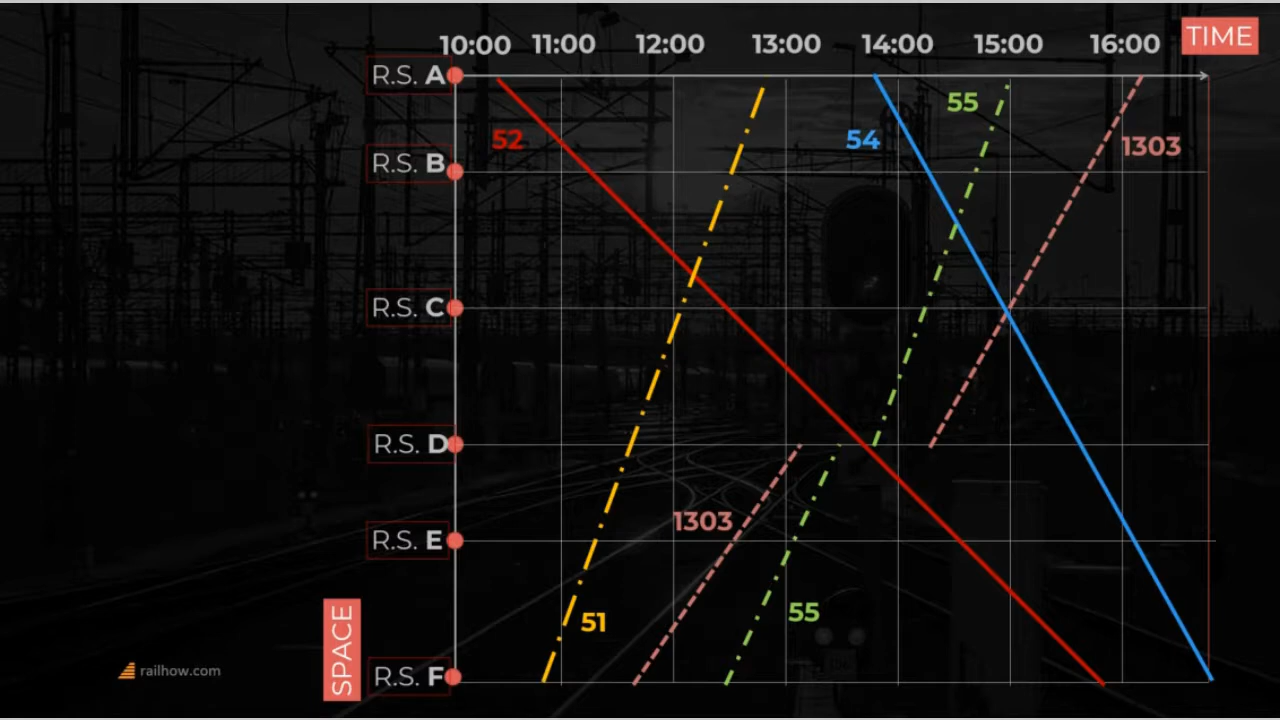 10:00 11:00 12:00 13:00 14:00 15:00 16:00 TIME
R.S. A
52 54 55 1303
R.S. B
R.S. C
R.S. D
1303
R.S. E
51 55
SPACE
R.S. F
railhow.com